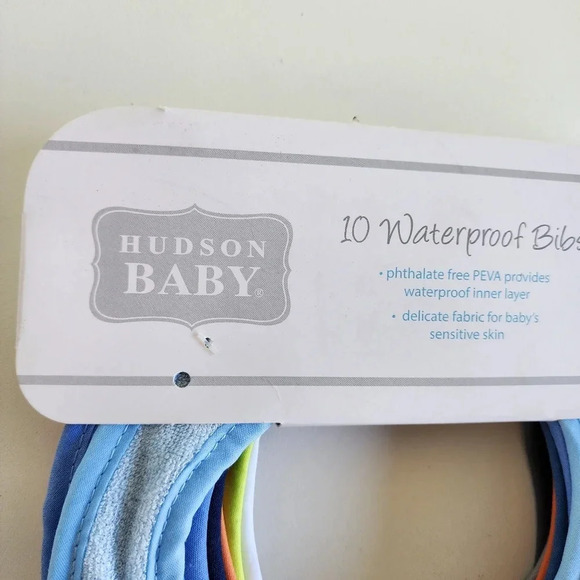 HUDSON
BABY®
10 Waterproof Bibs
• phthalate free PEVA provides
waterproof inner layer
• delicate fabric for baby's
sensitive skin